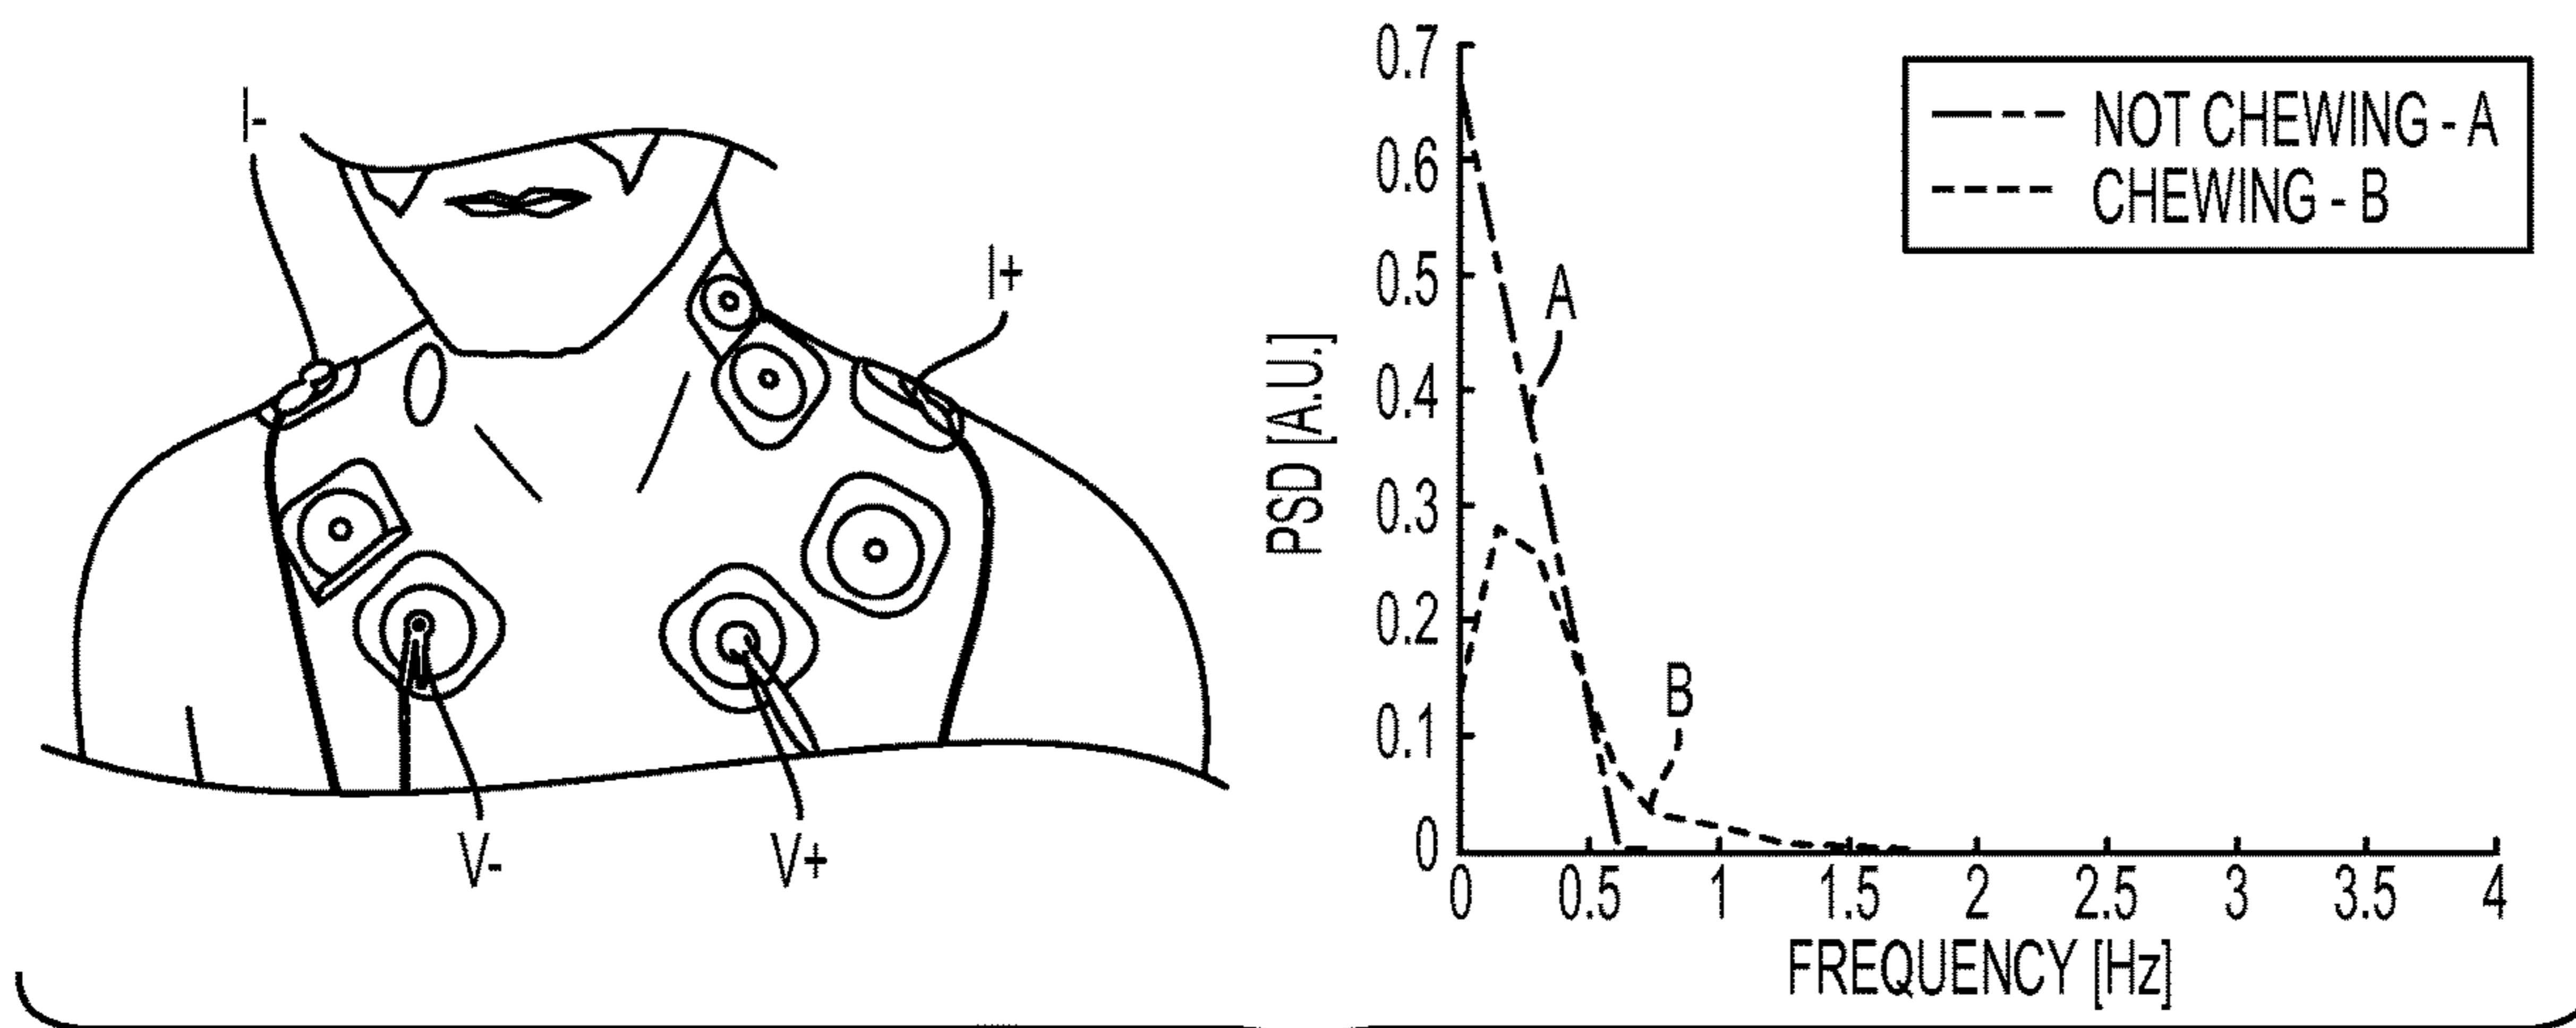 I-
I+
V-
V+
0.7
0.6
0.5
0.4
0.3
0.2
0.1
0
PSD [A.U.]
A
B
NOT CHEWING - A
CHEWING - B
0 0.5 1 1.5 2 2.5 3 3.5 4
FREQUENCY [Hz]